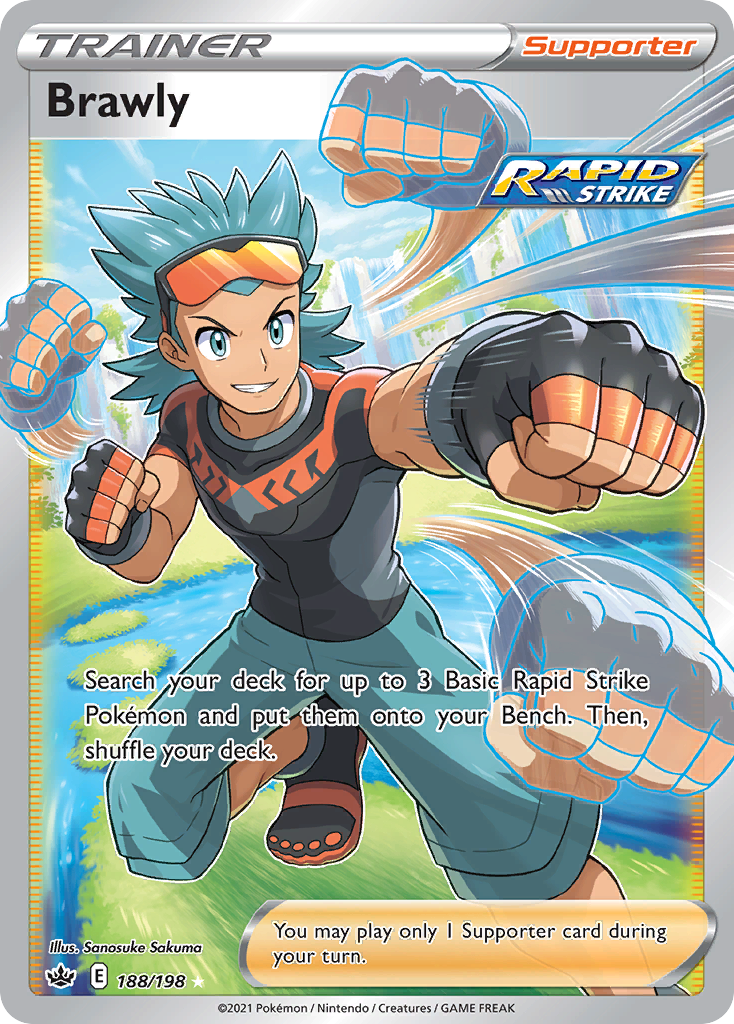 TRAINER
Supporter
Brawly
RAPID
STRIKE
Search your deck for up to 3 Basic Rapid Strike
Pokémon and put them onto your Bench. Then,
shuffle your deck.
You may play only 1 Supporter card during
your turn.
Illus. Sanosuke Sakuma
E 188/198 ★
©2021 Pokémon / Nintendo / Creatures / GAME FREAK